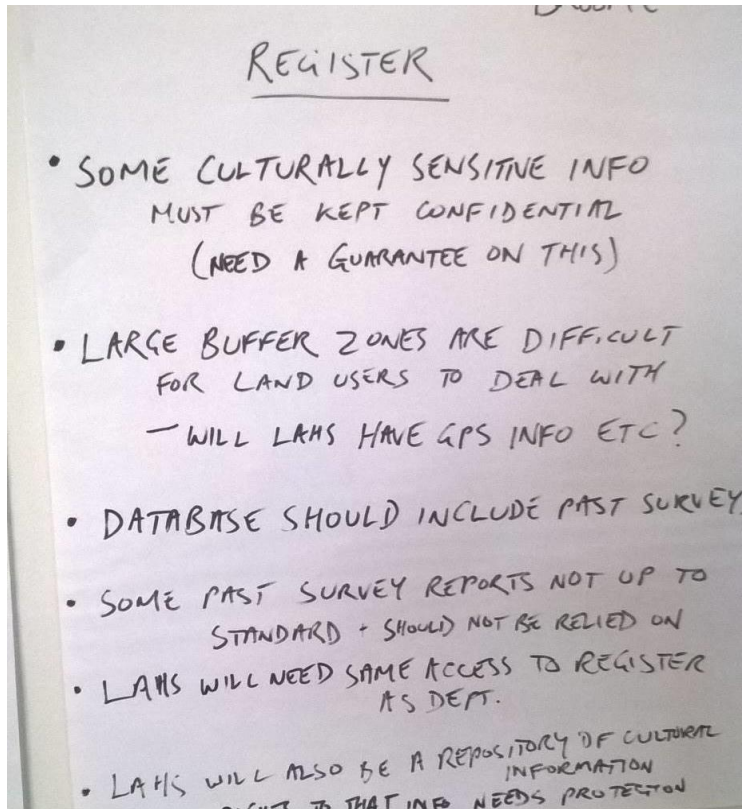 REGISTER
• SOME CULTURALLY SENSITIVE INFO
MUST BE KEPT CONFIDENTIAL
(NEED A GUARANTEE ON THIS)
• LARGE BUFFER ZONES ARE DIFFICULT
FOR LAND USERS TO DEAL WITH
— WILL LAHS HAVE GPS INFO ETC?
• DATABASE SHOULD INCLUDE PAST SURVEY
• SOME PAST SURVEY REPORTS NOT UP TO
STANDARD + SHOULD NOT BE RELIED ON
• LAHS WILL NEED SAME ACCESS TO REGISTER
AS DEPT.
• LAHS WILL ALSO BE A REPOSITORY OF CULTURAL
INFORMATION
TO THAT INFO NEEDS PROTECTION